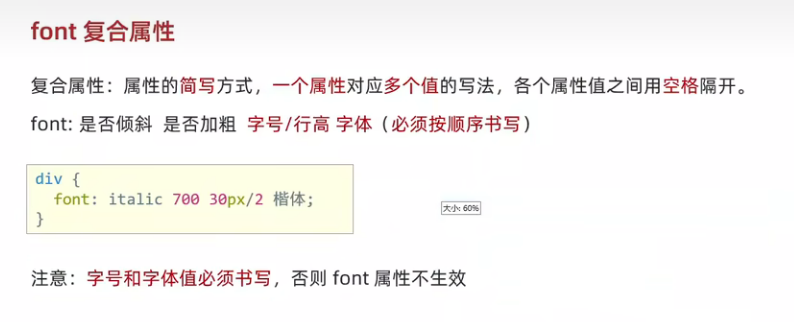 font 复合属性
复合属性：属性的简写方式，一个属性对应多个值的写法，各个属性值之间用空格隔开。
font: 是否倾斜 是否加粗 字号/行高 字体（必须按顺序书写）
div {
font: italic 700 30px/2 楷体;
}
大小: 60%
注意：字号和字体值必须书写，否则 font 属性不生效